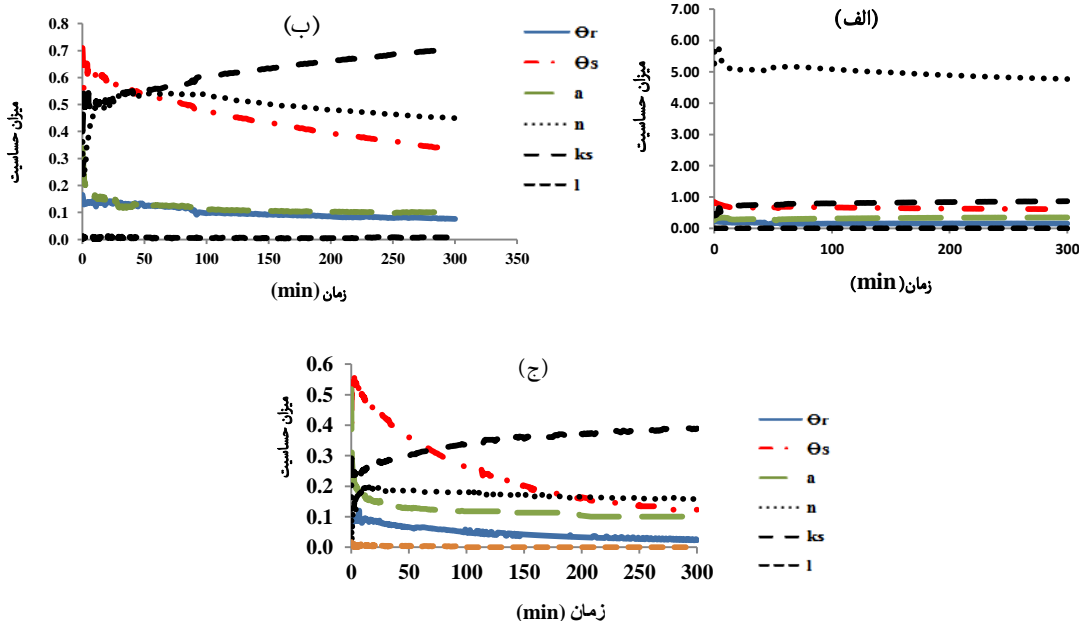 (الف)
7.00
6.00
5.00
4.00
3.00
2.00
1.00
0.00
میزان حساسیت
0 100 200 300
زمان(min)
(ب)
0.8
0.7
0.6
0.5
0.4
0.3
0.2
0.1
0.0
میزان حساسیت
0 50 100 150 200 250 300 350
زمان (min)
Ɵr
Ɵs
a
n
ks
l
(ج)
0.6
0.5
0.4
0.3
0.2
0.1
0.0
میزان حساسیت
0 50 100 150 200 250 300
زمان (min)
Ɵr
Ɵs
a
n
ks
l